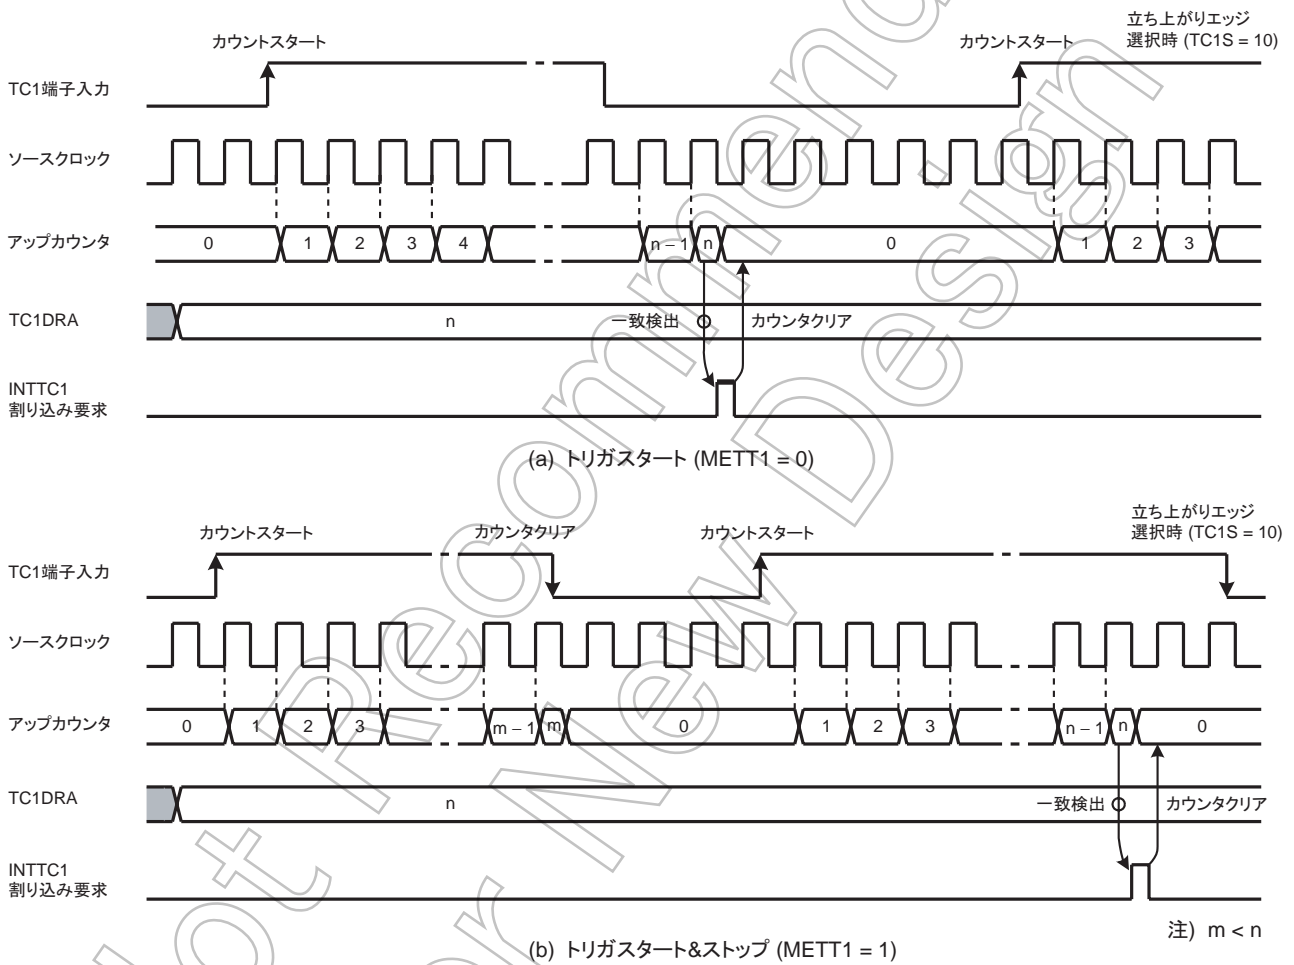 立ち上がりエッジ
選択時 (TC1S = 10)
カウントスタート
カウントスタート
TC1端子入力
ソースクロック
アップカウンタ
0
1
2
3
4
n – 1
n
0
1
2
3
TC1DRA
n
一致検出
カウンタクリア
INTTC1
割り込み要求
(a) トリガスタート (METT1 = 0)
立ち上がりエッジ
選択時 (TC1S = 10)
カウントスタート
カウンタクリア
カウントスタート
TC1端子入力
ソースクロック
アップカウンタ
0
1
2
3
m – 1
m
0
1
2
3
n – 1
n
0
TC1DRA
n
一致検出
カウンタクリア
INTTC1
割り込み要求
注) m < n
(b) トリガスタート&ストップ (METT1 = 1)
Not Recommend
for New Design